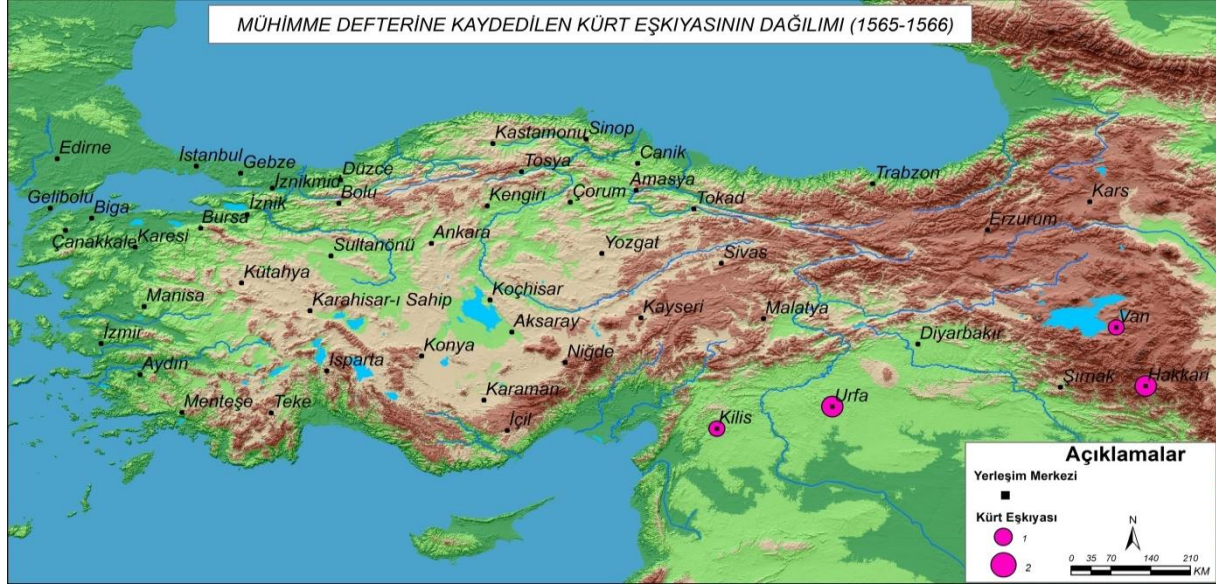 MÜHİMME DEFTERİNE KAYDEDİLEN KÜRT EŞKIYASININ DAĞILIMI (1565-1566)
Edirne
İstanbul
Gebze
İznikmid
Düzce
Bolu
Kastamonu
Sinop
Tosya
Canik
Amasya
Trabzon
Kars
Gelibolu
Biga
İznik
Bursa
Kengiri
Çorum
Tokad
Erzurum
Çanakkale
Karesi
Sultanönü
Ankara
Yozgat
Sivas
Kütahya
Manisa
Karahisar-ı Sahip
Koçhisar
Kayseri
Malatya
Van
İzmir
Aksaray
Diyarbakır
Aydın
Isparta
Konya
Niğde
Şırnak
Hakkari
Menteşe
Teke
Karaman
İçil
Kilis
Urfa
Açıklamalar
Yerleşim Merkezi
Kürt Eşkıyası
1
2
N
0 35 70 140 210
KM